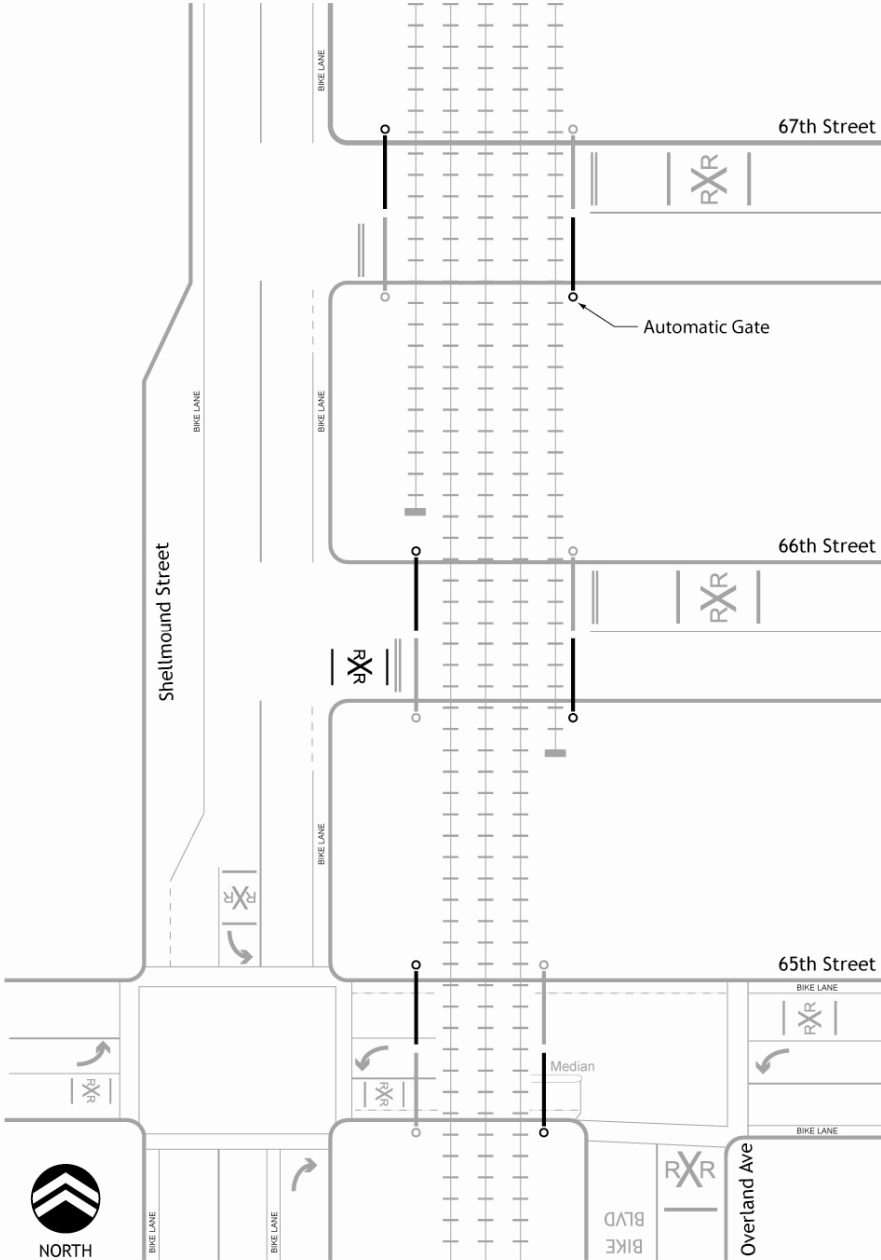 BIKE LANE
67th Street
RXR
Automatic Gate
BIKE LANE
BIKE LANE
66th Street
RXR
Shellmound Street
RXR
BIKE LANE
RXR
65th Street
BIKE LANE
RXR
Median
RXR
RXR
BIKE LANE
RXR
Overland Ave
BIKE
BLVD
BIKE LANE
BIKE LANE
NORTH